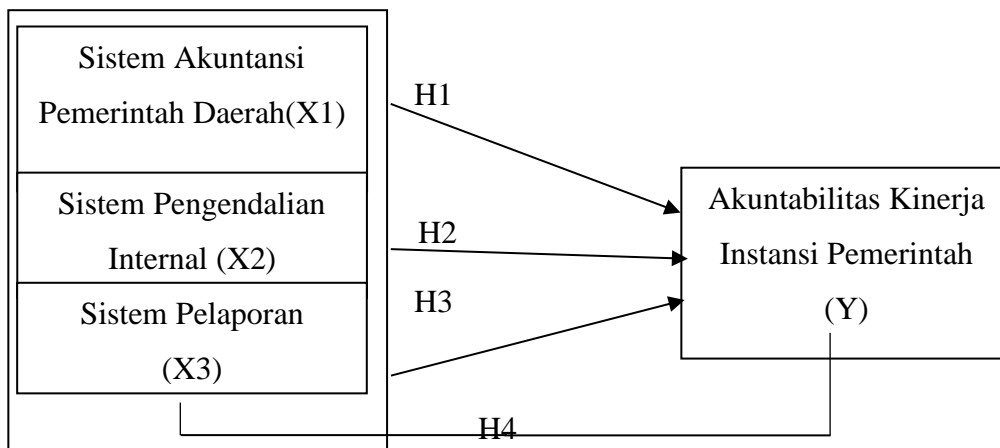 Sistem Akuntansi
Pemerintah Daerah(X1)
Sistem Pengendalian
Internal (X2)
Sistem Pelaporan
(X3)
H1
H2
H3
H4
Akuntabilitas Kinerja
Instansi Pemerintah
(Y)